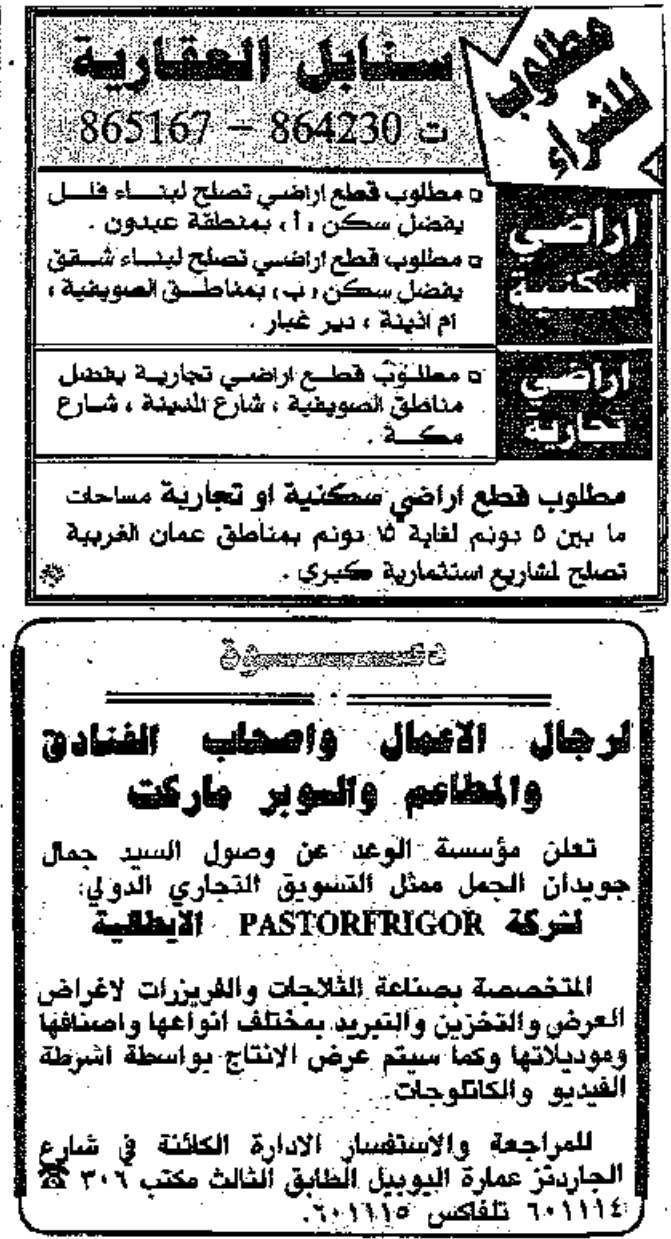 مطلوب
للشراء
سنابل العقارية
ت 864230 – 865167
اراضي
سكنية
مطلوب قطع اراضي تصلح لبناء فلل
يفضل سكن ، أ ، بمنطقة عبدون .
مطلوب قطع اراضي تصلح لبناء شقق
يفضل سكن ، ب ، بمناطق الصويفية ،
ام اذينة ، دير غبار .
اراضي
تجارية
مطلوب قطع اراضي تجارية يفضل
مناطق الصويفية ، شارع المدينة ، شارع
مكة .
مطلوب قطع اراضي سكنية او تجارية مساحات
ما بين ٥ دونم لغاية ١٥ دونم بمناطق عمان الغربية
تصلح لمشاريع استثمارية كبرى .
دعوة
لرجال الاعمال واصحاب الفنادق
والمطاعم والسوبر ماركت
تعلن مؤسسة الوعد عن وصول السيد جمال
جويدان الجمل ممثل التسويق التجاري الدولي:
لشركة PASTORFRIGOR الايطالية
المتخصصة بصناعة الثلاجات والفريزرات لاغراض
العرض والتخزين والتبريد بمختلف انواعها واصنافها
وموديلاتها وكما سيتم عرض الانتاج بواسطة اشرطة
الفيديو والكاتلوجات.
للمراجعة والاستفسار الادارة الكائنة في شارع
الجاردنز عمارة اليوبيل الطابق الثالث مكتب ٣٠٦ ☎
٦٠١١١٤ تلفاكس ٦٠١١١٥.